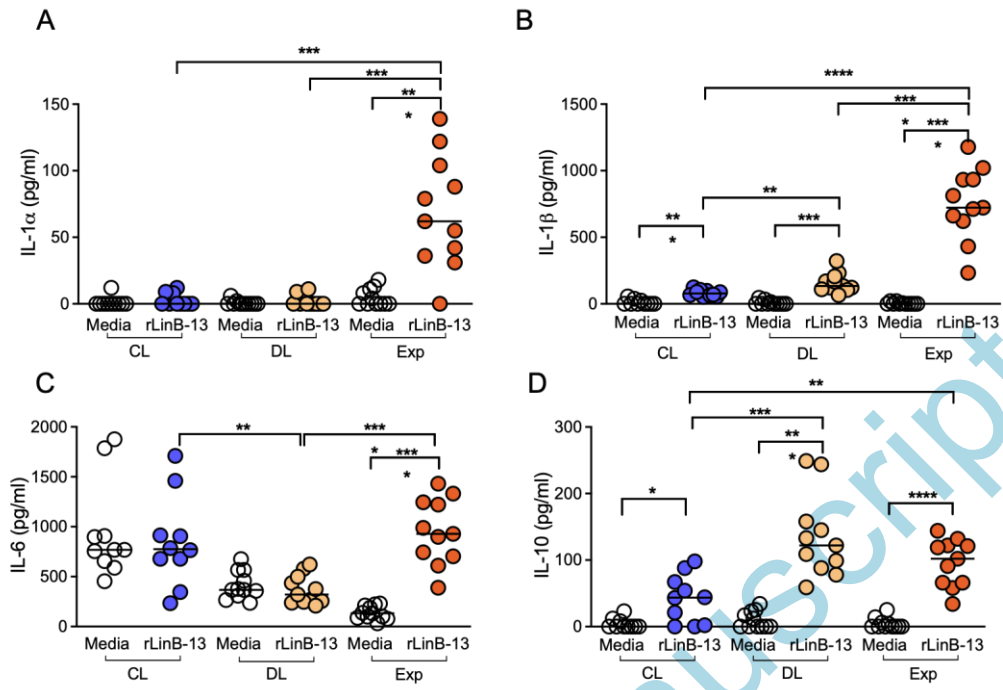 A
***
***
**
*
150
100
50
0
IL-1α (pg/ml)
Media rLinB-13 Media rLinB-13 Media rLinB-13
CL DL Exp
B
****
***
* ***
*
**
**
*
***
1500
1000
500
0
IL-1β (pg/ml)
Media rLinB-13 Media rLinB-13 Media rLinB-13
CL DL Exp
C
** ***
* ***
*
2000
1500
1000
500
0
IL-6 (pg/ml)
Media rLinB-13 Media rLinB-13 Media rLinB-13
CL DL Exp
D
**
***
**
*
*
****
300
200
100
0
IL-10 (pg/ml)
Media rLinB-13 Media rLinB-13 Media rLinB-13
CL DL Exp
uscript